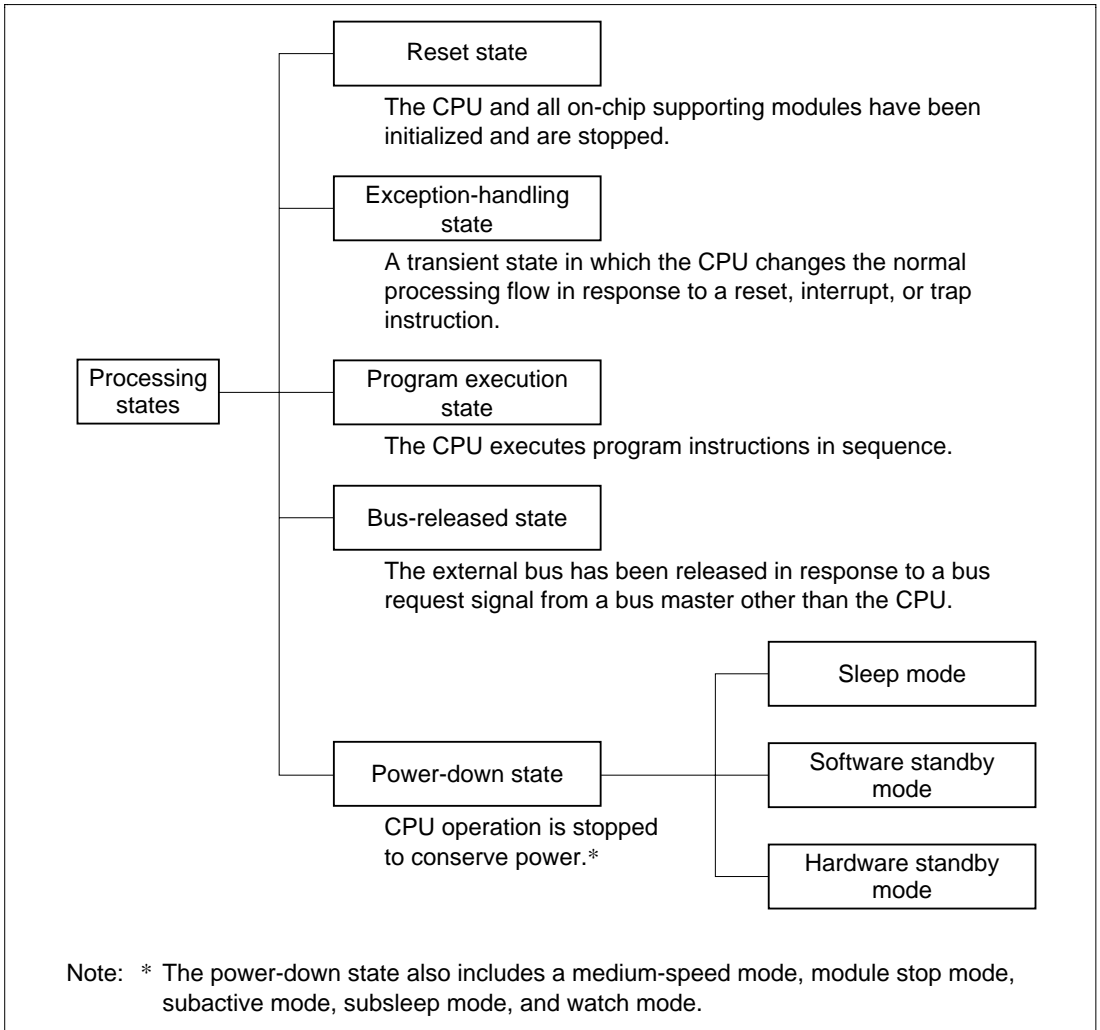 Reset state
The CPU and all on-chip supporting modules have been
initialized and are stopped.
Exception-handling
state
A transient state in which the CPU changes the normal
processing flow in response to a reset, interrupt, or trap
instruction.
Processing
states
Program execution
state
The CPU executes program instructions in sequence.
Bus-released state
The external bus has been released in response to a bus
request signal from a bus master other than the CPU.
Sleep mode
Power-down state
Software standby
mode
CPU operation is stopped
to conserve power.*
Hardware standby
mode
Note: * The power-down state also includes a medium-speed mode, module stop mode,
subactive mode, subsleep mode, and watch mode.